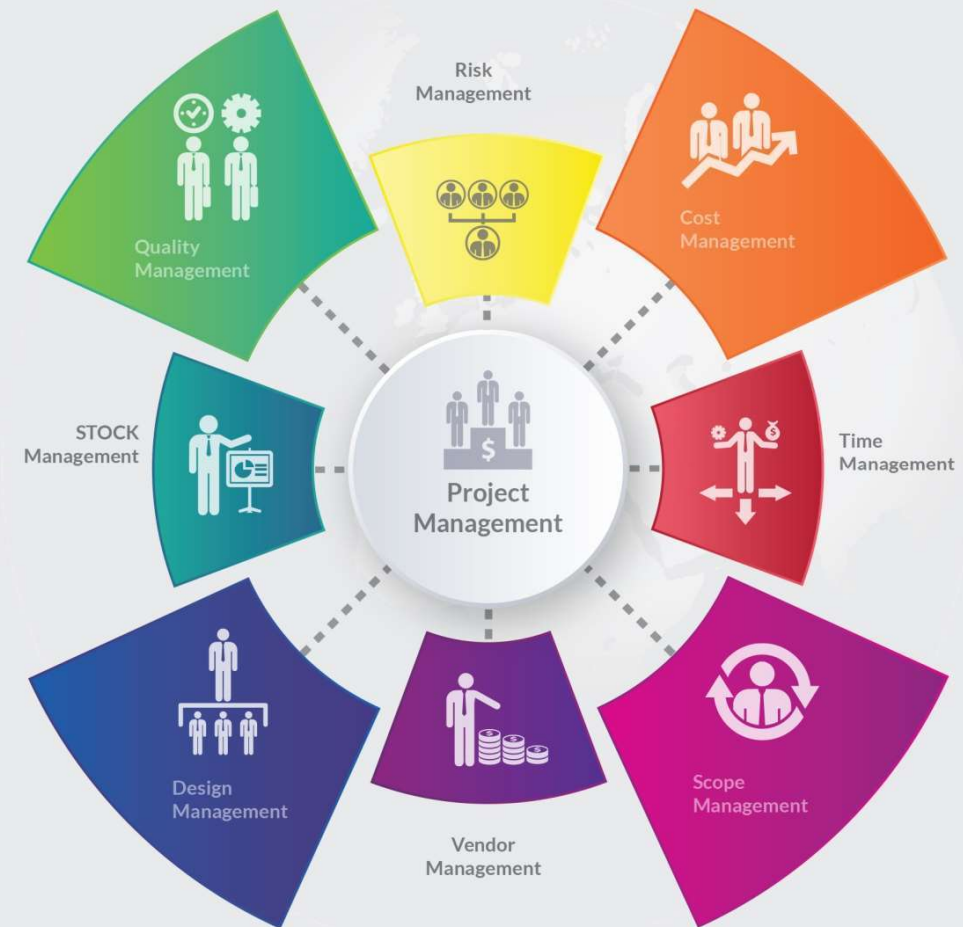 Risk
Management
Quality
Management
Cost
Management
STOCK
Management
$
Project
Management
$
Time
Management
Design
Management
Vendor
Management
Scope
Management